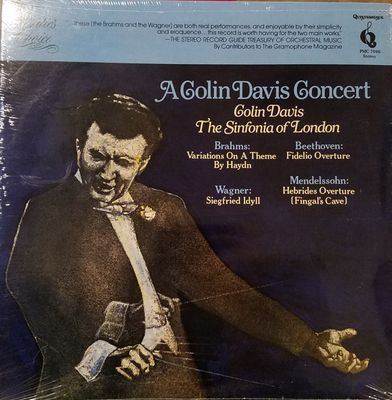 ...These (the Brahms and the Wagner) are both real performances, and enjoyable by their simplicity
and eloquence...this record is worth having for the two main works."
—THE STEREO RECORD GUIDE TREASURY OF ORCHESTRAL MUSIC
By Contributors to The Gramophone Magazine
Quintessence
PMC 7096
Stereo
A Colin Davis Concert
Colin Davis
The Sinfonia of London
Brahms:
Variations On A Theme
By Haydn
Beethoven:
Fidelio Overture
Wagner:
Siegfried Idyll
Mendelssohn:
Hebrides Overture
(Fingal's Cave)